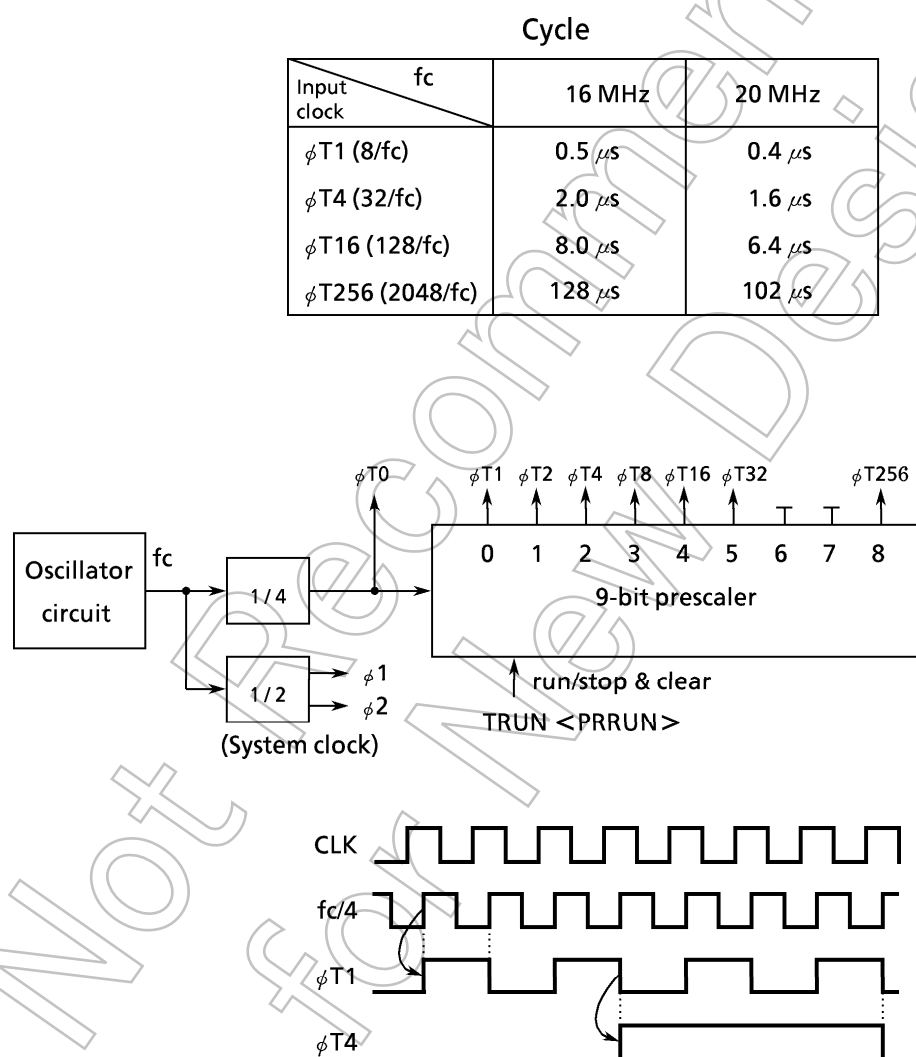 Cycle
Input clock fc 16 MHz 20 MHz
ϕT1 (8/fc) 0.5 μs 0.4 μs
ϕT4 (32/fc) 2.0 μs 1.6 μs
ϕT16 (128/fc) 8.0 μs 6.4 μs
ϕT256 (2048/fc) 128 μs 102 μs
ϕT0 ϕT1 ϕT2 ϕT4 ϕT8 ϕT16 ϕT32 ϕT256
Oscillator circuit
fc
1 / 4
0 1 2 3 4 5 6 7 8
9-bit prescaler
1 / 2
ϕ1
ϕ2
(System clock)
run/stop & clear
TRUN <PRRUN>
CLK
fc/4
ϕT1
ϕT4
Not Recommen
for New Desi